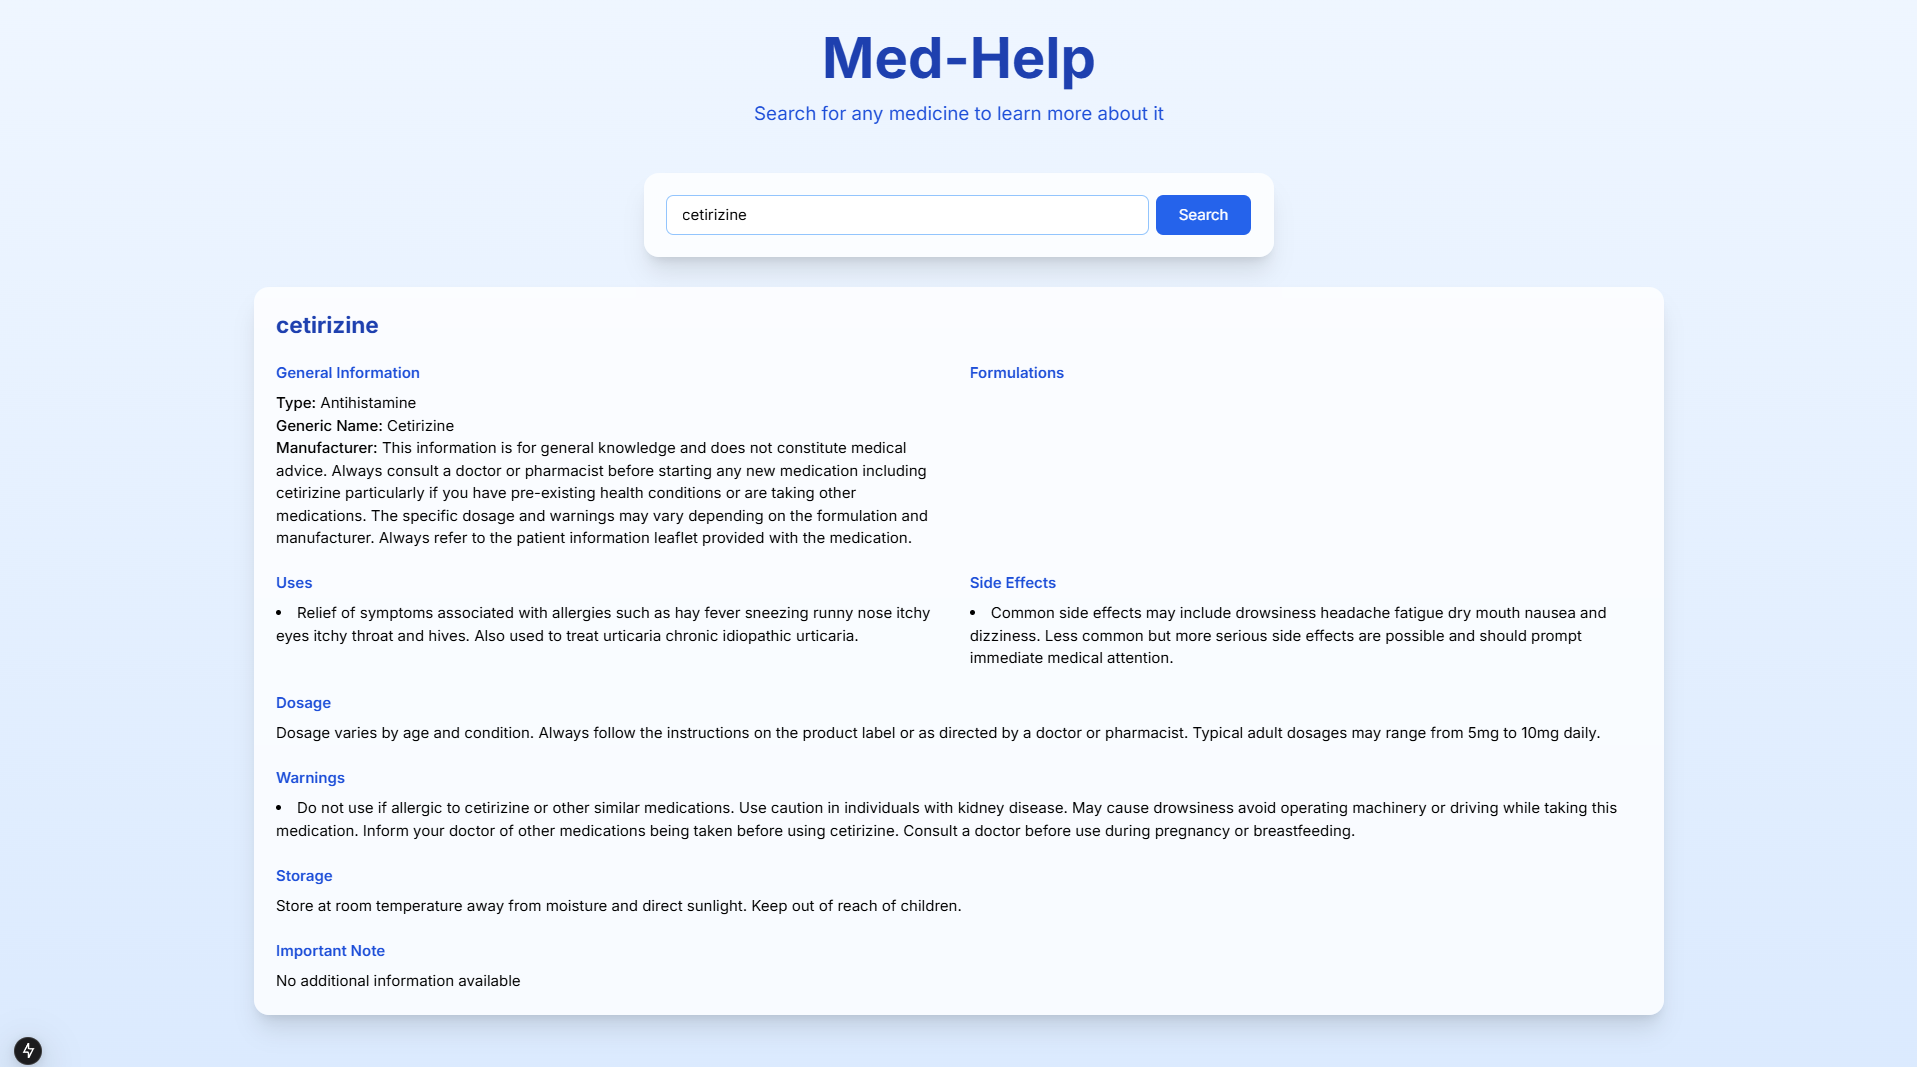 Med-Help
Search for any medicine to learn more about it
cetirizine
Search
cetirizine
General Information
Type: Antihistamine
Generic Name: Cetirizine
Manufacturer: This information is for general knowledge and does not constitute medical
advice. Always consult a doctor or pharmacist before starting any new medication including
cetirizine particularly if you have pre-existing health conditions or are taking other
medications. The specific dosage and warnings may vary depending on the formulation and
manufacturer. Always refer to the patient information leaflet provided with the medication.
Formulations
Uses
• Relief of symptoms associated with allergies such as hay fever sneezing runny nose itchy
eyes itchy throat and hives. Also used to treat urticaria chronic idiopathic urticaria.
Side Effects
• Common side effects may include drowsiness headache fatigue dry mouth nausea and
dizziness. Less common but more serious side effects are possible and should prompt
immediate medical attention.
Dosage
Dosage varies by age and condition. Always follow the instructions on the product label or as directed by a doctor or pharmacist. Typical adult dosages may range from 5mg to 10mg daily.
Warnings
• Do not use if allergic to cetirizine or other similar medications. Use caution in individuals with kidney disease. May cause drowsiness avoid operating machinery or driving while taking this
medication. Inform your doctor of other medications being taken before using cetirizine. Consult a doctor before use during pregnancy or breastfeeding.
Storage
Store at room temperature away from moisture and direct sunlight. Keep out of reach of children.
Important Note
No additional information available